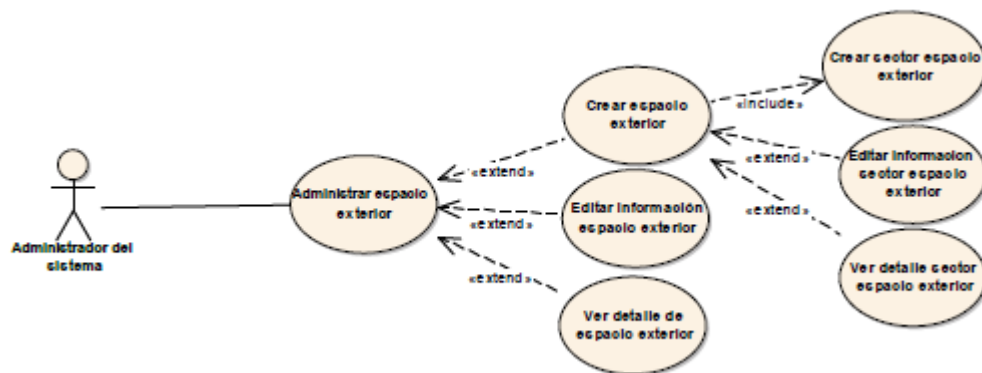 Crear sector espacio
exterior
Crear espacio
exterior
«include»
«extend»
Editar informacion
sector espacio
exterior
«extend»
Administrar espacio
exterior
«extend»
Editar información
espacio exterior
«extend»
Administrador del
sistema
Ver detalle sector
espacio exterior
«extend»
Ver detalle de
espacio exterior
«extend»